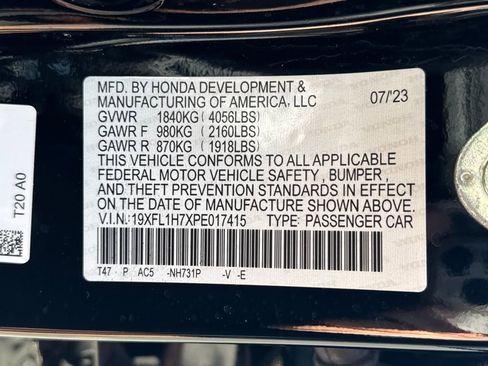 MFD. BY HONDA DEVELOPMENT &
MANUFACTURING OF AMERICA, LLC 07/'23
GVWR 1840KG ( 4056LBS)
GAWR F 980KG ( 2160LBS)
GAWR R 870KG ( 1918LBS)
THIS VEHICLE CONFORMS TO ALL APPLICABLE
FEDERAL MOTOR VEHICLE SAFETY , BUMPER ,
AND THEFT PREVENTION STANDARDS IN EFFECT
ON THE DATE OF MANUFACTURE SHOWN ABOVE.
V.I.N.:19XFL1H7XPE017415 TYPE: PASSENGER CAR
T47 P AC5 -NH731P -V -E
T20 A0